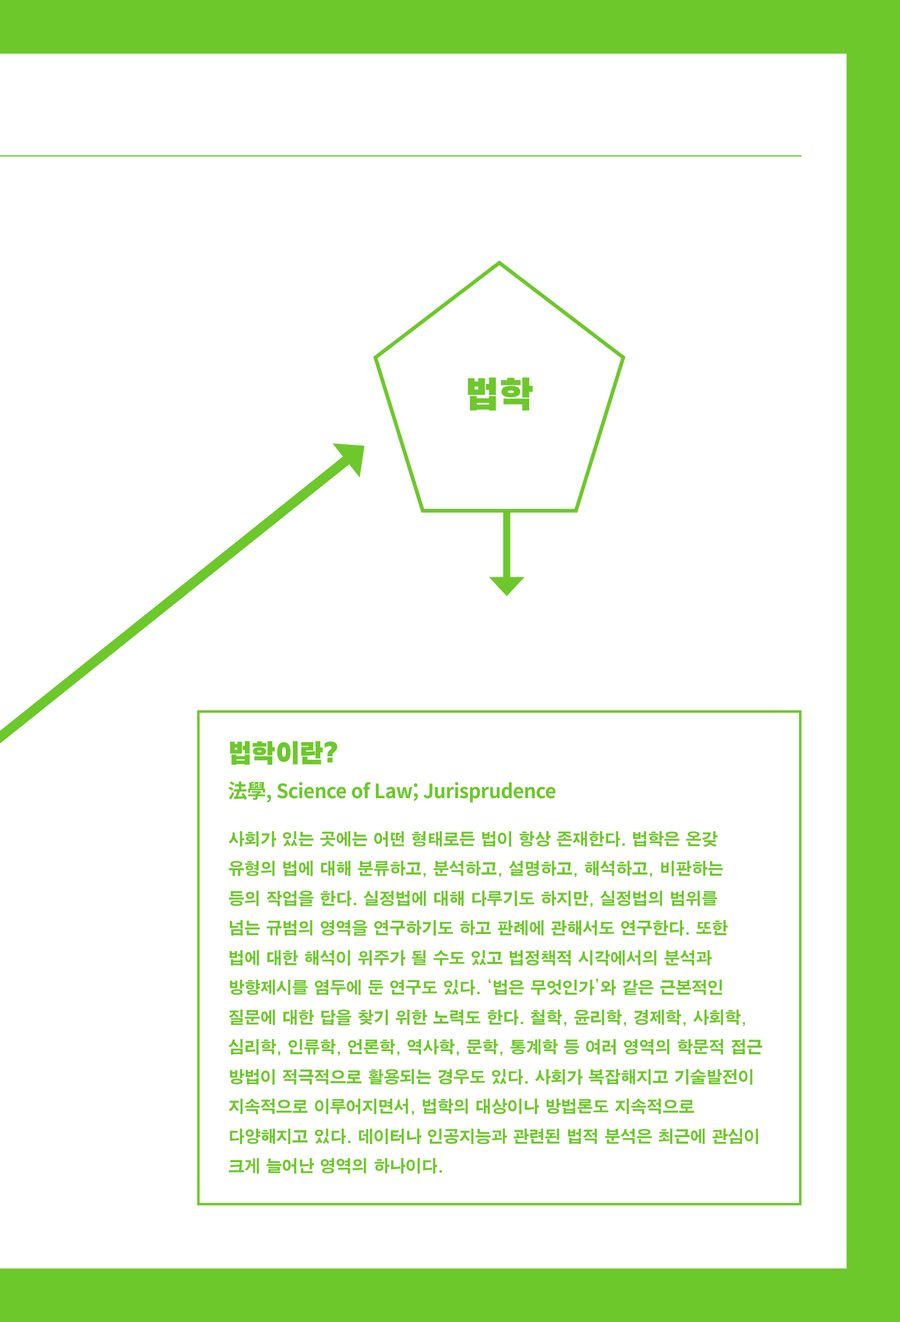 법학
법학이란?
法學, Science of Law; Jurisprudence
사회가 있는 곳에는 어떤 형태로든 법이 항상 존재한다. 법학은 온갖
유형의 법에 대해 분류하고, 분석하고, 설명하고, 해석하고, 비판하는
등의 작업을 한다. 실정법에 대해 다루기도 하지만, 실정법의 범위를
넘는 규범의 영역을 연구하기도 하고 판례에 관해서도 연구한다. 또한
법에 대한 해석이 위주가 될 수도 있고 법정책적 시각에서의 분석과
방향제시를 염두에 둔 연구도 있다. ‘법은 무엇인가’와 같은 근본적인
질문에 대한 답을 찾기 위한 노력도 한다. 철학, 윤리학, 경제학, 사회학,
심리학, 인류학, 언론학, 역사학, 문학, 통계학 등 여러 영역의 학문적 접근
방법이 적극적으로 활용되는 경우도 있다. 사회가 복잡해지고 기술발전이
지속적으로 이루어지면서, 법학의 대상이나 방법론도 지속적으로
다양해지고 있다. 데이터나 인공지능과 관련된 법적 분석은 최근에 관심이
크게 늘어난 영역의 하나이다.